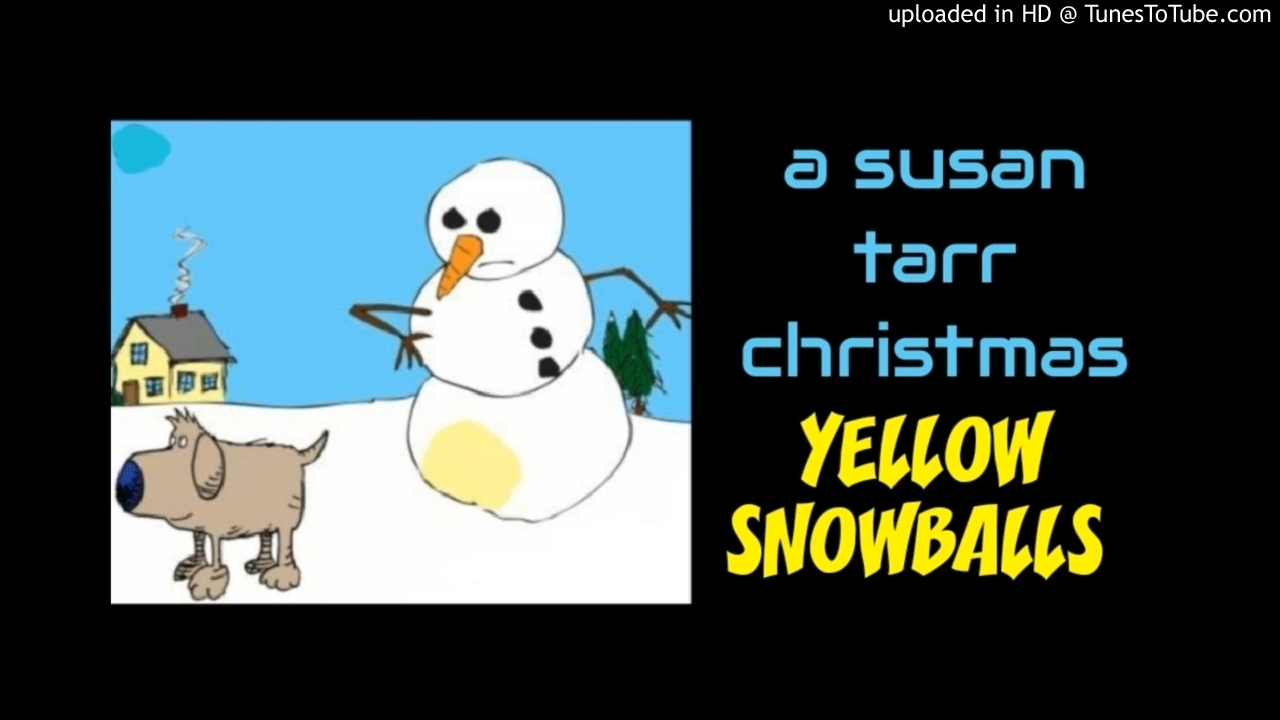 uploaded in HD @ TunesToTube.com
a susan
tarr
christmas
YELLOW
SNOWBALLS